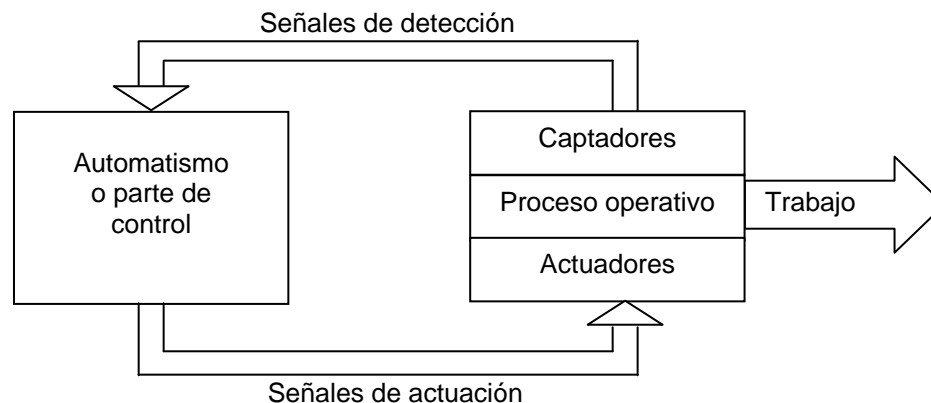 Señales de detección
Automatismo
o parte de
control
Captadores
Proceso operativo
Trabajo
Actuadores
Señales de actuación